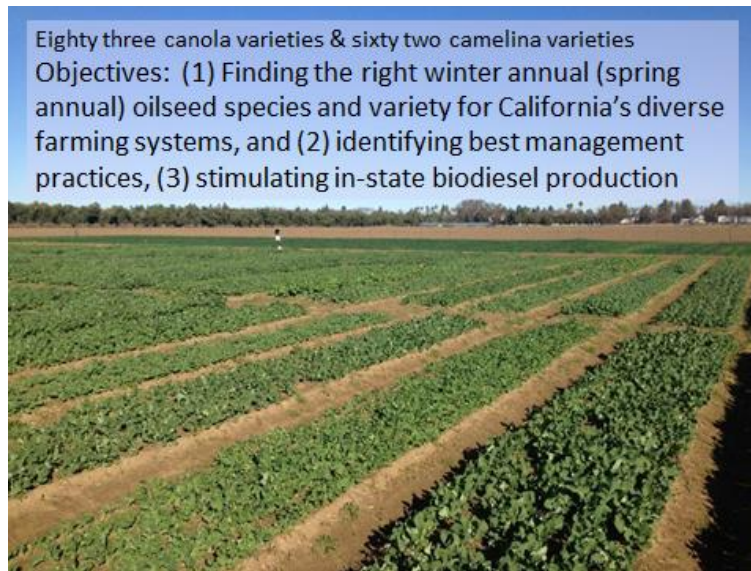 Eighty three canola varieties & sixty two camelina varieties
Objectives: (1) Finding the right winter annual (spring
annual) oilseed species and variety for California's diverse
farming systems, and (2) identifying best management
practices, (3) stimulating in-state biodiesel production